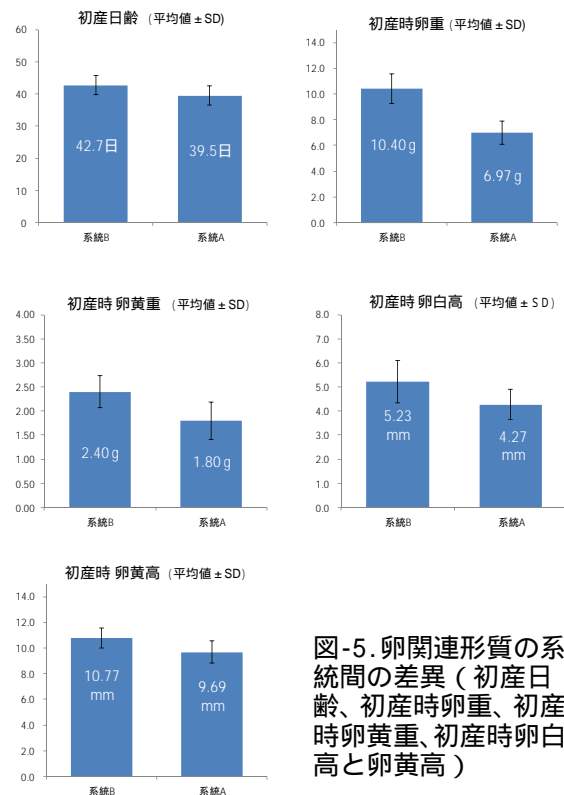 初産日齢 (平均値±SD)
60
50
40
30
20
10
0
42.7日
39.5日
系統B 系統A
初産時卵重(平均値±SD)
14.0
12.0
10.0
8.0
6.0
4.0
2.0
0.0
10.40g
6.97g
系統B 系統A
初産時 卵黄重 (平均値±SD)
4.00
3.50
3.00
2.50
2.00
1.50
1.00
0.50
0.00
2.40g
1.80g
系統B 系統A
初産時 卵白高 (平均値±SD)
8.0
7.0
6.0
5.0
4.0
3.0
2.0
1.0
0.0
5.23
mm
4.27
mm
系統B 系統A
初産時 卵黄高 (平均値±SD)
14.0
12.0
10.0
8.0
6.0
4.0
2.0
0.0
10.77
mm
9.69
mm
系統B 系統A
図-5.卵関連形質の系
統間の差異(初産日
齢、初産時卵重、初産
時卵黄重、初産時卵白
高と卵黄高)